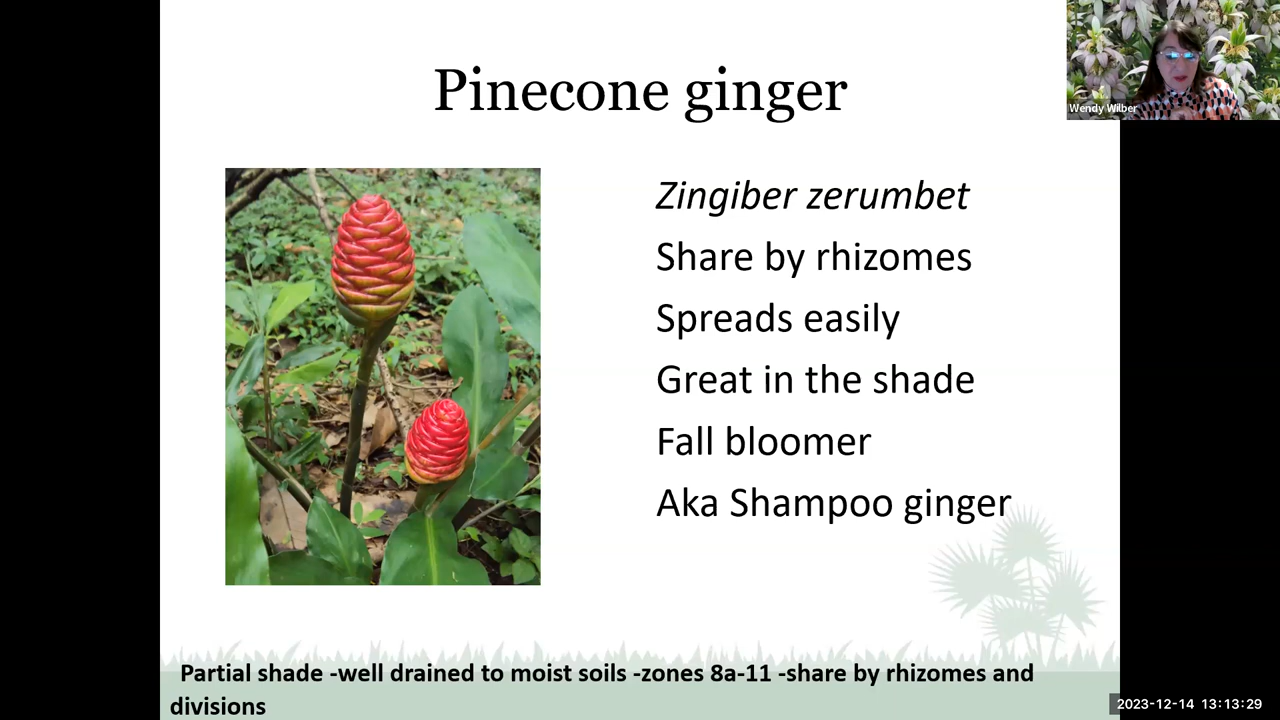 Pinecone ginger
Wendy Wilber
Zingiber zerumbet
Share by rhizomes
Spreads easily
Great in the shade
Fall bloomer
Aka Shampoo ginger
Partial shade -well drained to moist soils -zones 8a-11 -share by rhizomes and
divisions
2023-12-14 13:13:29